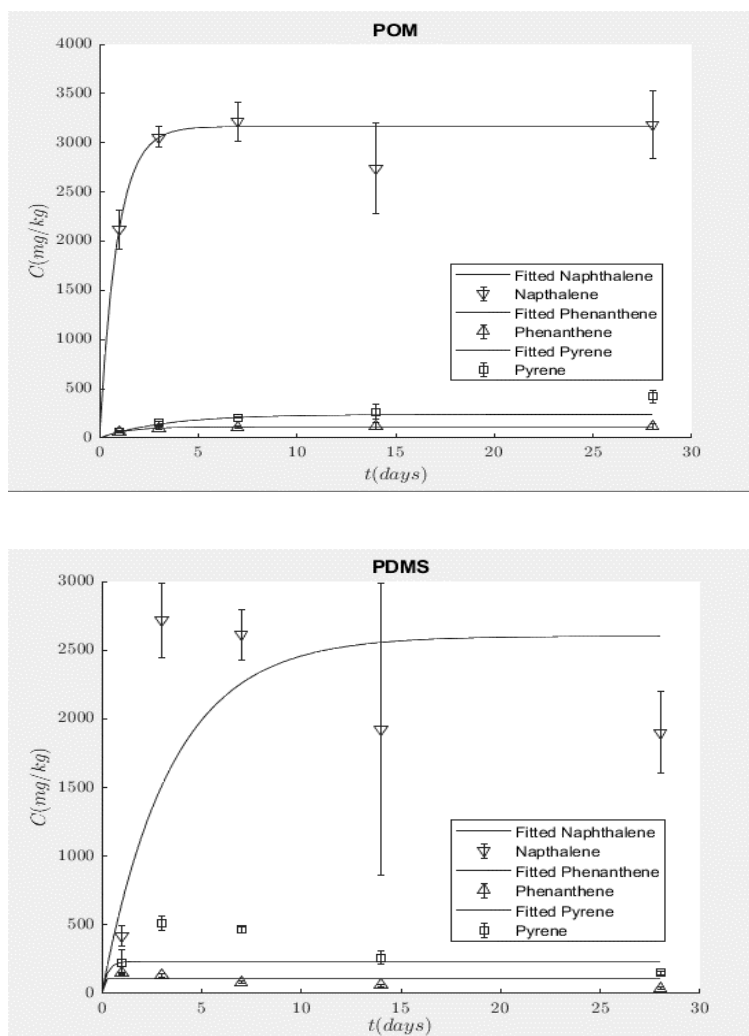 POM
4000
3500
3000
2500
2000
1500
1000
500
0
C(mg/kg)
Fitted Naphthalene
Napthalene
Fitted Phenanthene
Phenanthene
Fitted Pyrene
Pyrene
0 5 10 15 20 25 30
t(days)
PDMS
3000
2500
2000
1500
1000
500
0
C(mg/kg)
Fitted Naphthalene
Napthalene
Fitted Phenanthene
Phenanthene
Fitted Pyrene
Pyrene
0 5 10 15 20 25 30
t(days)